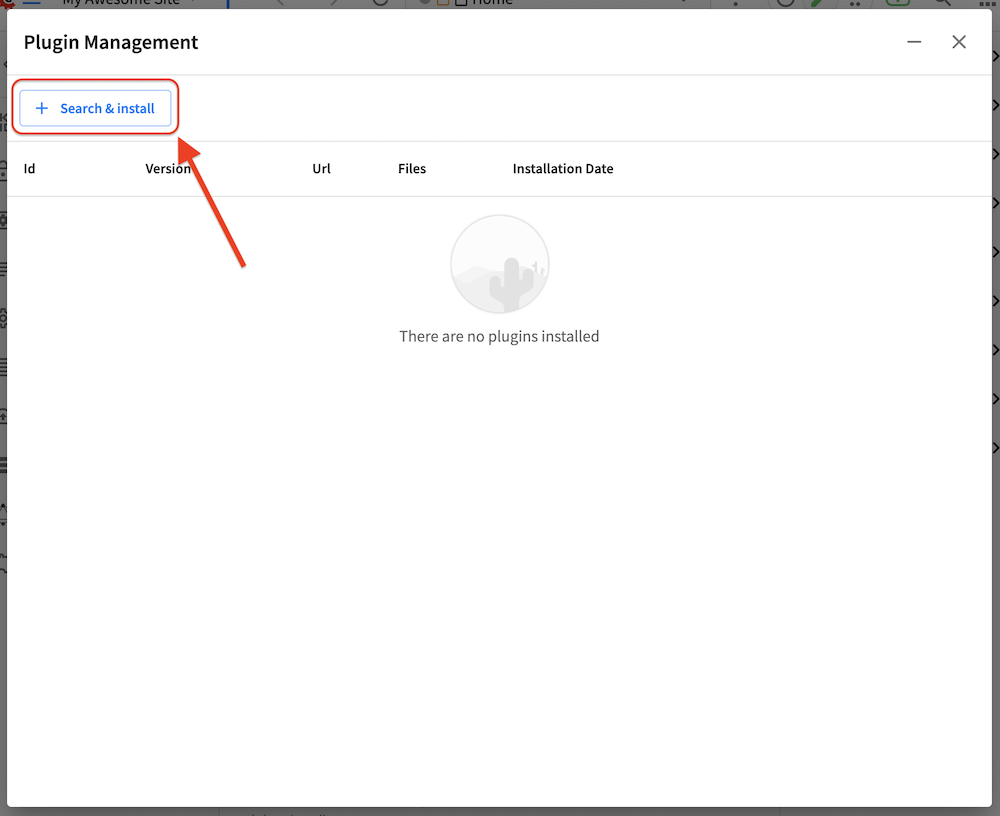 My Awesome Site
Home
Plugin Management
Search & install
Id Version Url Files Installation Date
There are no plugins installed